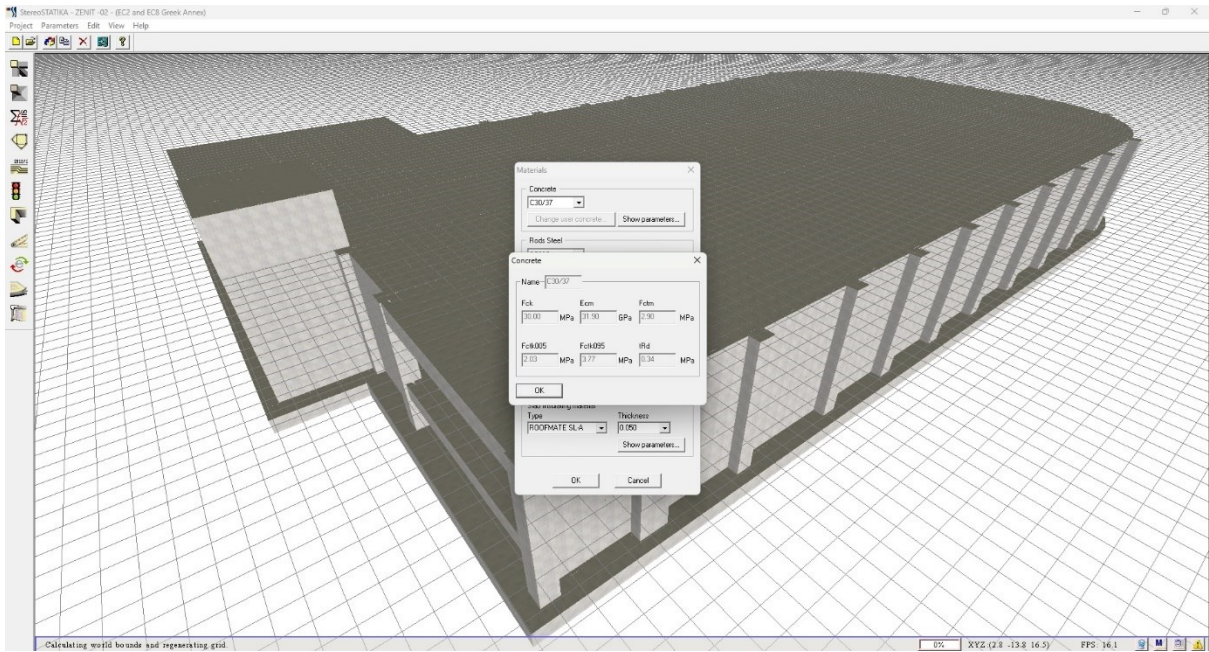 StereoSTATIKA - ZENIT -02 - (EC2 and EC8 Greek Annex)
Project Parameters Edit View Help
Materials
Concrete
C30/37
Change user concrete... Show parameters...
Rods Steel
Concrete
Name C30/37
Fck Ecm Fctm
30.00 MPa 31.90 GPa 2.90 MPa
Fctk005 Fctk095 tRd
2.03 MPa 3.77 MPa 0.34 MPa
OK
Slab insulating material
Type Thickness
ROOFMATE SL-A 0.050
Show parameters...
OK Cancel
Calculating world bounds and regenerating grid.
0% XYZ:(2.8 -13.8 16.5) FPS: 16.1